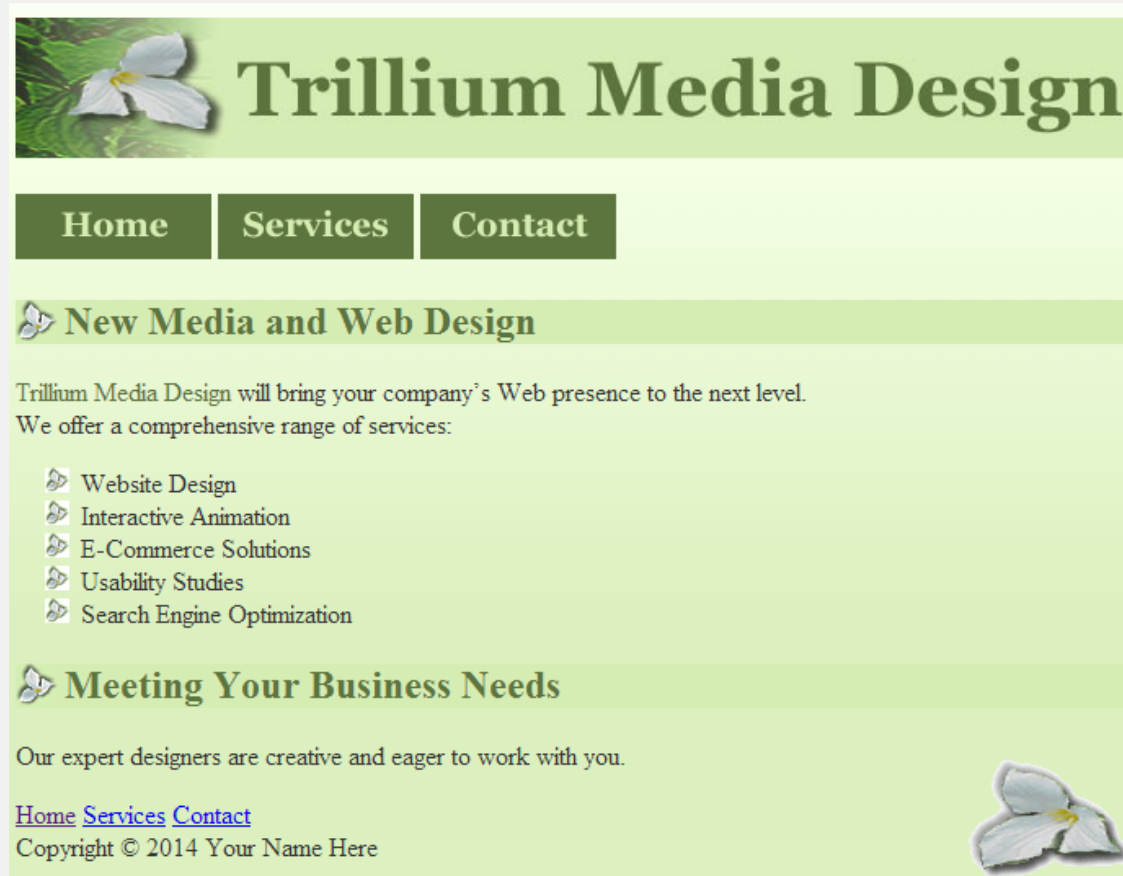 Trillium Media Design
Home Services Contact
New Media and Web Design
Trillium Media Design will bring your company’s Web presence to the next level.
We offer a comprehensive range of services:
Website Design
Interactive Animation
E-Commerce Solutions
Usability Studies
Search Engine Optimization
Meeting Your Business Needs
Our expert designers are creative and eager to work with you.
Home Services Contact
Copyright © 2014 Your Name Here